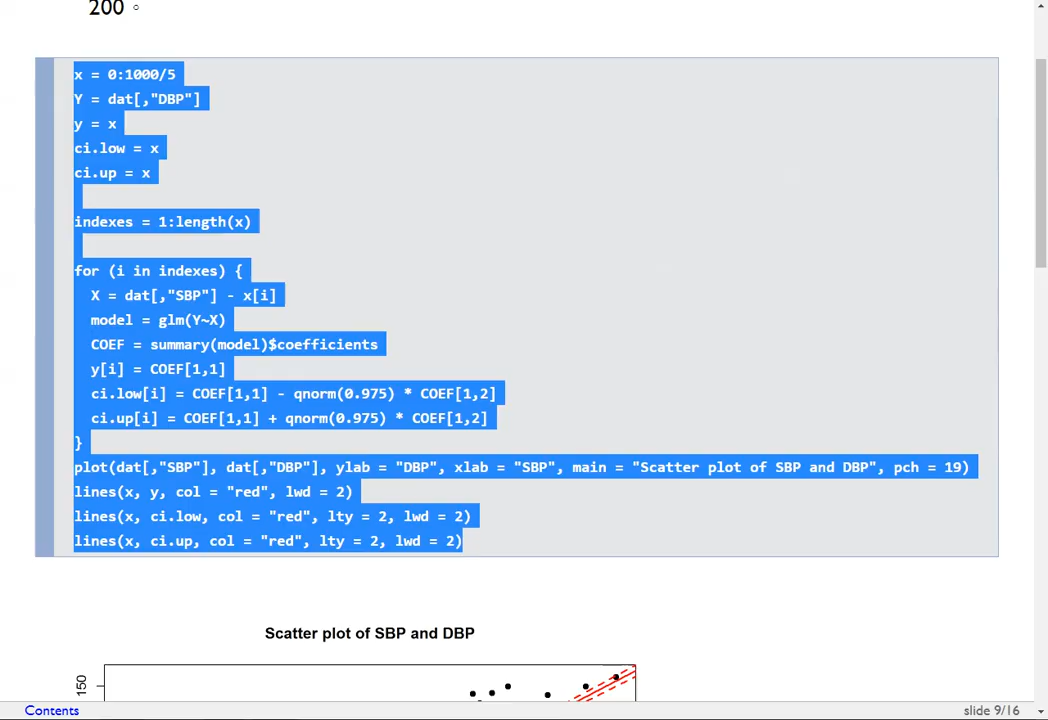 200 。
x = 0:1000/5
Y = dat[,"DBP"]
y = x
ci.low = x
ci.up = x
indexes = 1:length(x)
for (i in indexes) {
  X = dat[,"SBP"] - x[i]
  model = glm(Y~X)
  COEF = summary(model)$coefficients
  y[i] = COEF[1,1]
  ci.low[i] = COEF[1,1] - qnorm(0.975) * COEF[1,2]
  ci.up[i] = COEF[1,1] + qnorm(0.975) * COEF[1,2]
}
plot(dat[,"SBP"], dat[,"DBP"], ylab = "DBP", xlab = "SBP", main = "Scatter plot of SBP and DBP", pch = 19)
lines(x, y, col = "red", lwd = 2)
lines(x, ci.low, col = "red", lty = 2, lwd = 2)
lines(x, ci.up, col = "red", lty = 2, lwd = 2)
Scatter plot of SBP and DBP
150
Contents
slide 9/16